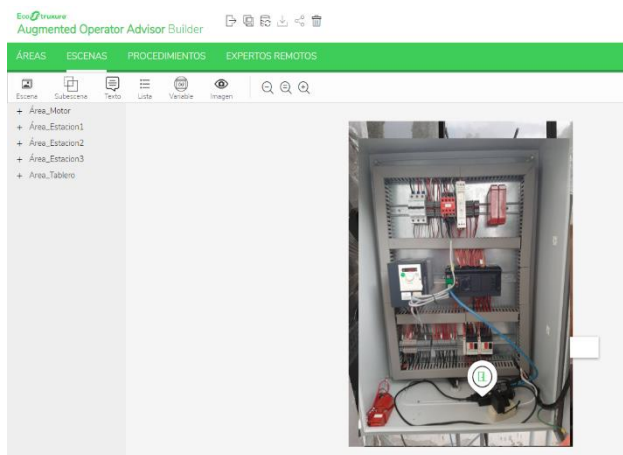 EcoStruxure
Augmented Operator Advisor Builder
ÁREAS ESCENAS PROCEDIMIENTOS EXPERTOS REMOTOS
Escena Subescena Texto Lista Variable Imagen
+ Área_Motor
+ Área_Estacion1
+ Área_Estacion2
+ Área_Estacion3
+ Area_Tablero